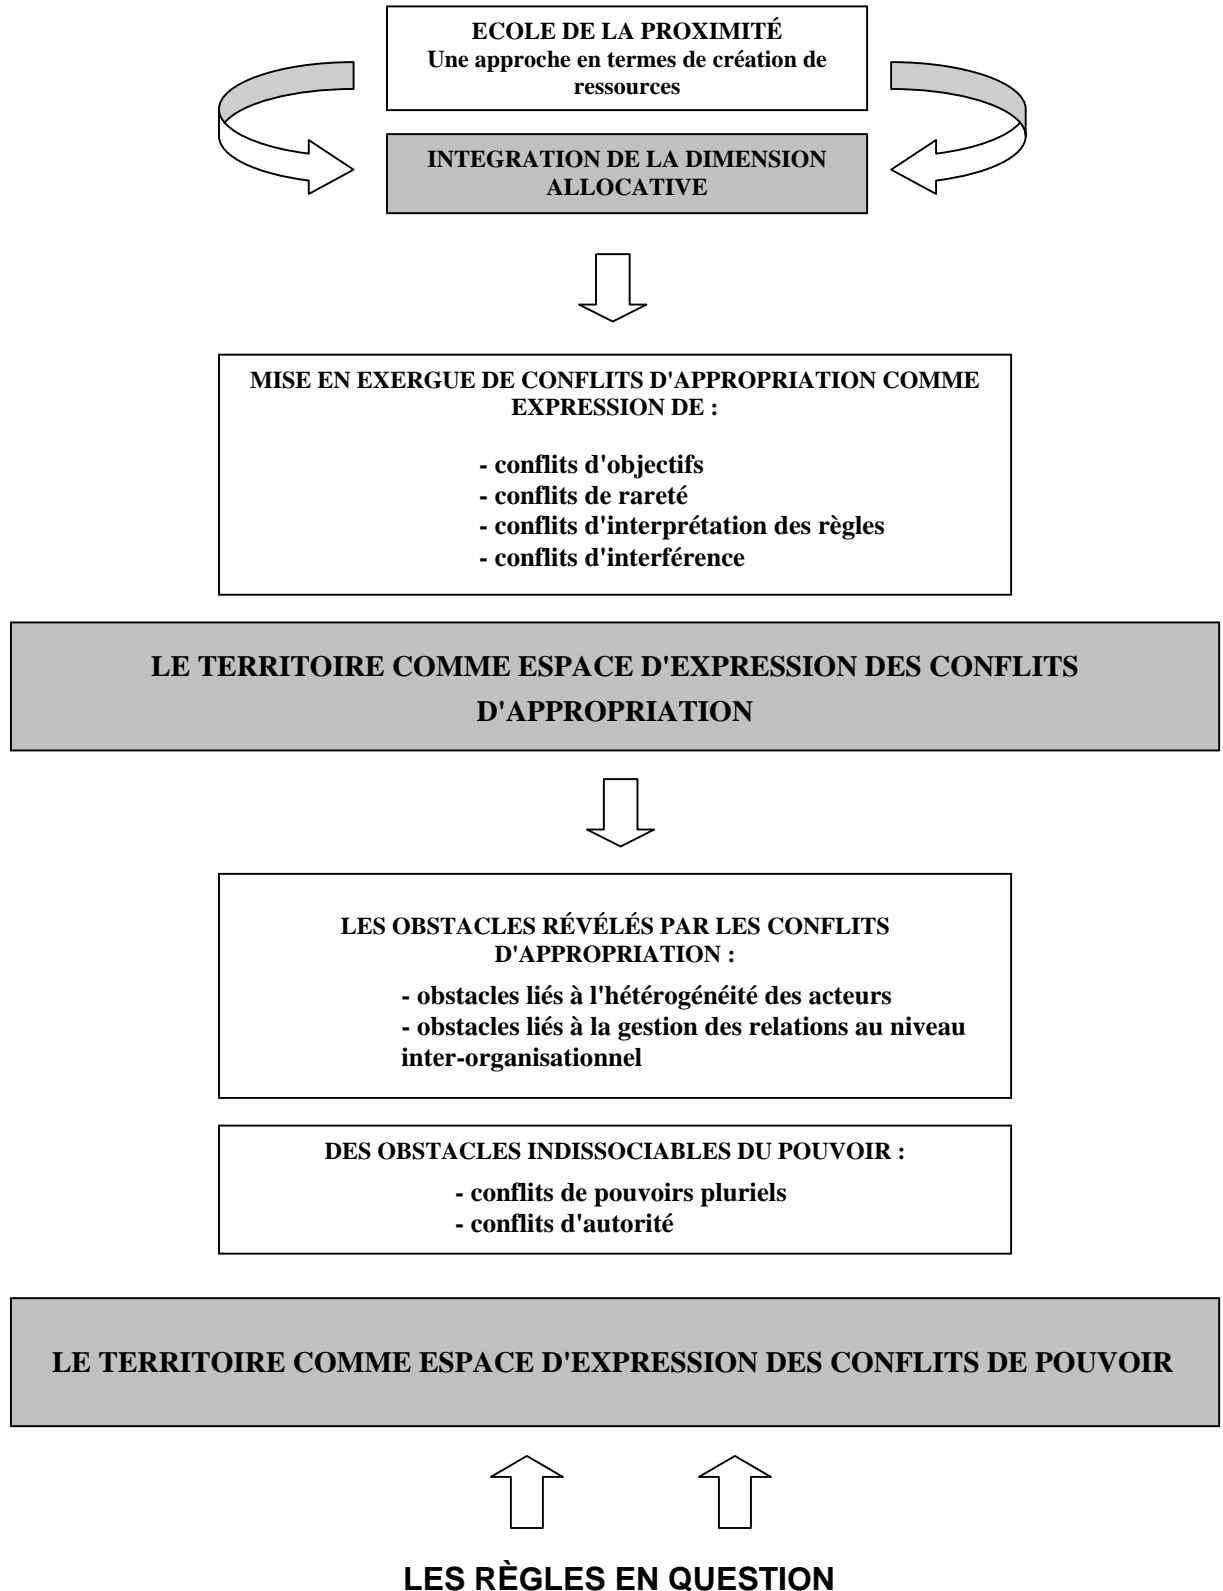 ECOLE DE LA PROXIMITÉ
Une approche en termes de création de
ressources
INTEGRATION DE LA DIMENSION
ALLOCATIVE
MISE EN EXERGUE DE CONFLITS D'APPROPRIATION COMME
EXPRESSION DE :
- conflits d'objectifs
- conflits de rareté
- conflits d'interprétation des règles
- conflits d'interférence
LE TERRITOIRE COMME ESPACE D'EXPRESSION DES CONFLITS
D'APPROPRIATION
LES OBSTACLES RÉVÉLÉS PAR LES CONFLITS
D'APPROPRIATION :
- obstacles liés à l'hétérogénéité des acteurs
- obstacles liés à la gestion des relations au niveau
inter-organisationnel
DES OBSTACLES INDISSOCIABLES DU POUVOIR :
- conflits de pouvoirs pluriels
- conflits d'autorité
LE TERRITOIRE COMME ESPACE D'EXPRESSION DES CONFLITS DE POUVOIR
LES RÈGLES EN QUESTION